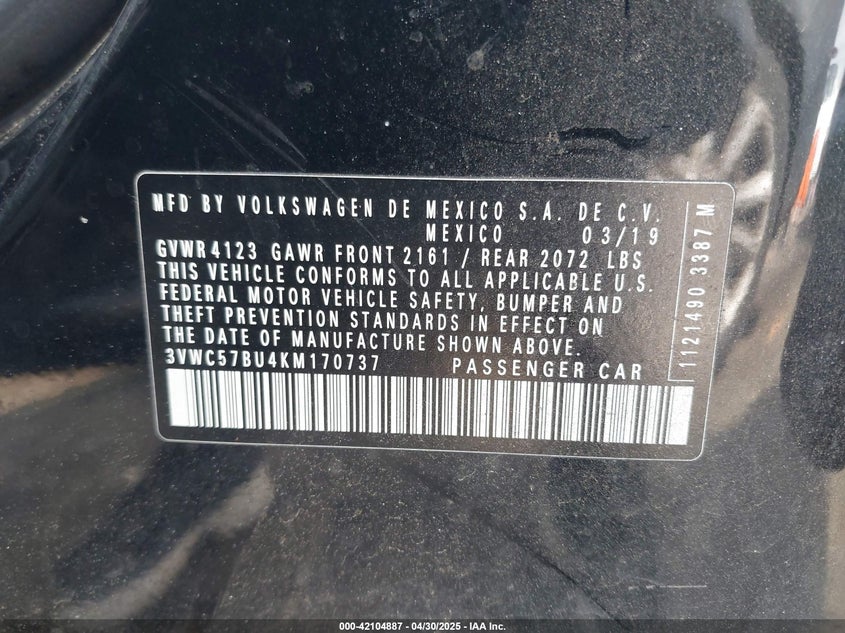 MFD BY VOLKSWAGEN DE MEXICO S.A. DE C.V.
MEXICO 03/19
GVWR 4123 GAWR FRONT 2161 / REAR 2072 LBS
THIS VEHICLE CONFORMS TO ALL APPLICABLE U.S.
FEDERAL MOTOR VEHICLE SAFETY, BUMPER AND
THEFT PREVENTION STANDARDS IN EFFECT ON
THE DATE OF MANUFACTURE SHOWN ABOVE.
3VWC57BU4KM170737 PASSENGER CAR
1121490 3387 M
000-42104887 - 04/30/2025 - IAA Inc.